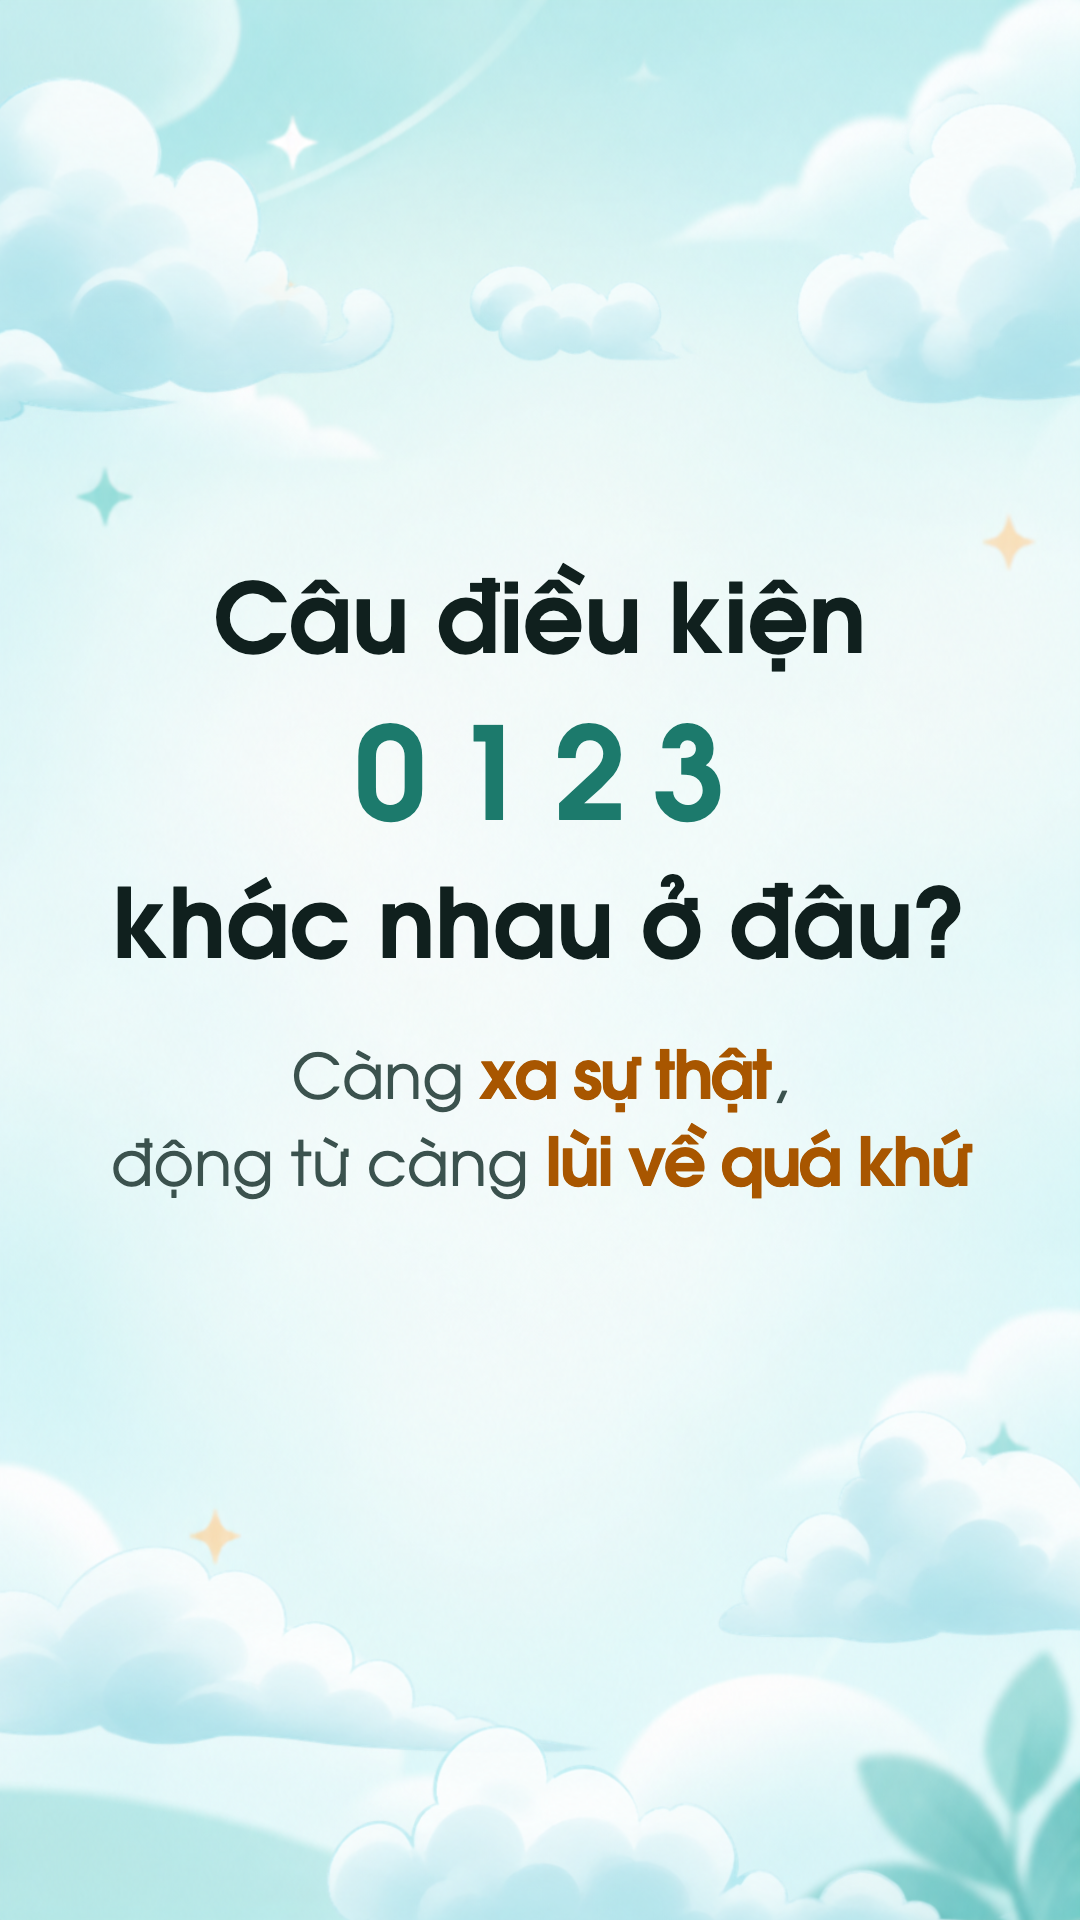 Câu điều kiện
0 1 2 3
khác nhau ở đâu?
Càng xa sự thật,
động từ càng lùi về quá khứ